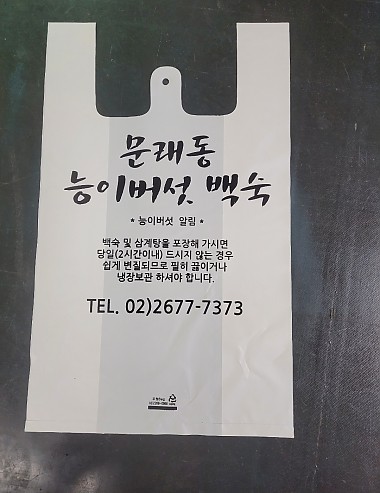 문래동
능이버섯 백숙
* 능이버섯 알림 *
백숙 및 삼계탕을 포장해 가시면
당일(2시간이내) 드시지 않는 경우
쉽게 변질되므로 필히 끓이거나
냉장보관 하셔야 합니다.
TEL. 02)2677-7373